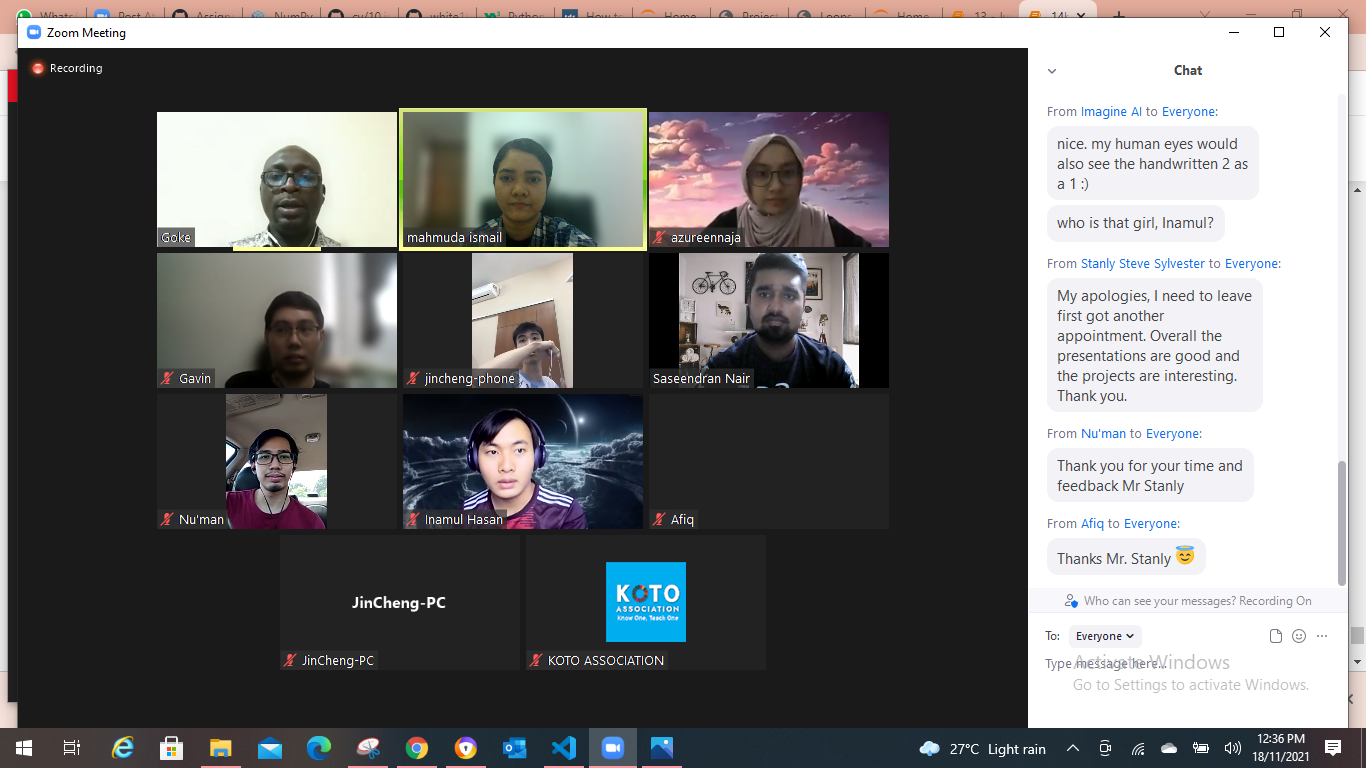 Zoom Meeting
Recording
Goke
mahmuda ismail
azureennaja
Gavin
jincheng-phone
Saseendran Nair
Nu'man
Inamul Hasan
Afiq
JinCheng-PC
JinCheng-PC
KOTO
ASSOCIATION
Know One, Teach One
KOTO ASSOCIATION
Chat
From Imagine AI to Everyone:
nice. my human eyes would
also see the handwritten 2 as
a 1 :)
who is that girl, Inamul?
From Stanly Steve Sylvester to Everyone:
My apologies, I need to leave
first got another
appointment. Overall the
presentations are good and
the projects are interesting.
Thank you.
From Nu'man to Everyone:
Thank you for your time and
feedback Mr Stanly
From Afiq to Everyone:
Thanks Mr. Stanly 😇
Who can see your messages? Recording On
To: Everyone
Type message here...
Activate Windows
Go to Settings to activate Windows.
27°C Light rain
12:36 PM
18/11/2021